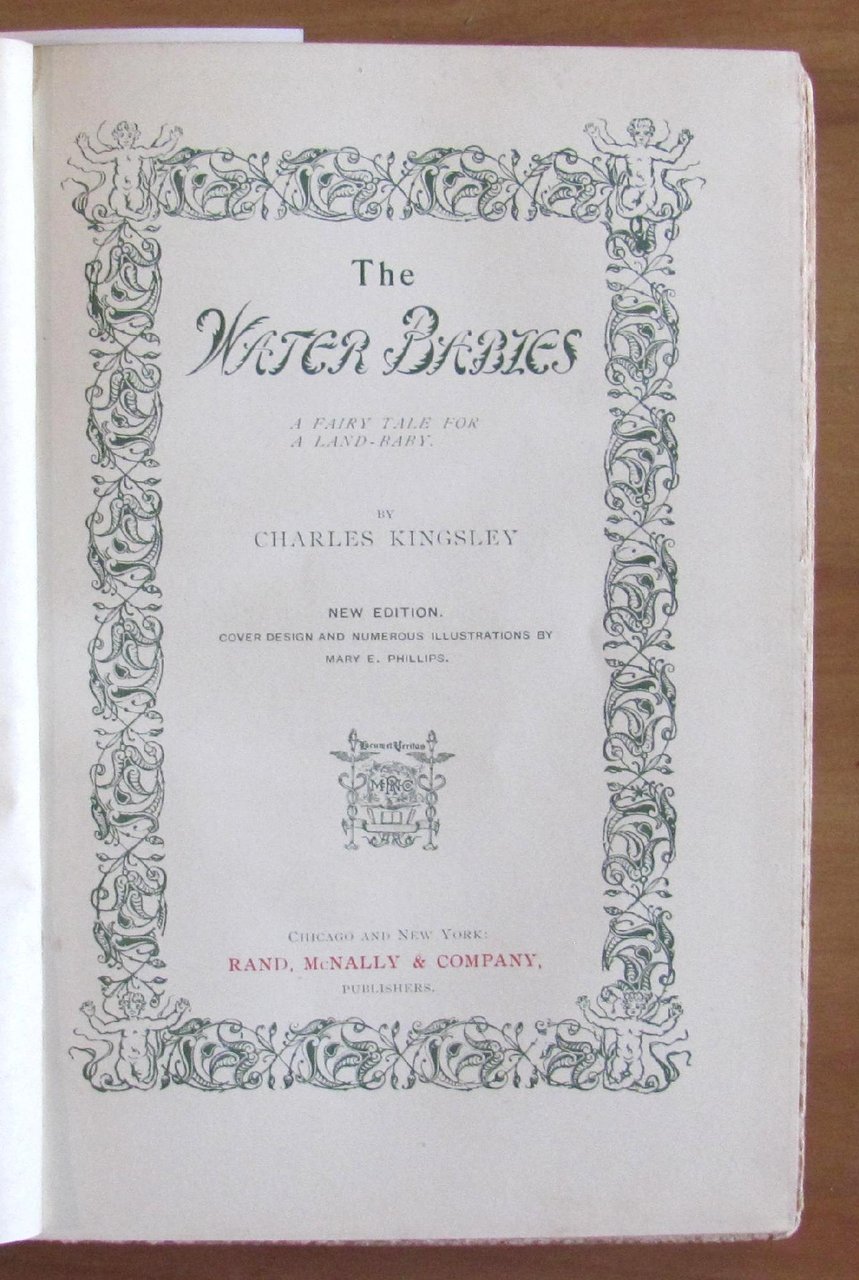 The
WATER BABIES
A FAIRY TALE FOR
A LAND-BABY.
BY
CHARLES KINGSLEY
NEW EDITION.
COVER DESIGN AND NUMEROUS ILLUSTRATIONS BY
MARY E. PHILLIPS.
CHICAGO AND NEW YORK:
RAND, McNALLY & COMPANY,
PUBLISHERS.